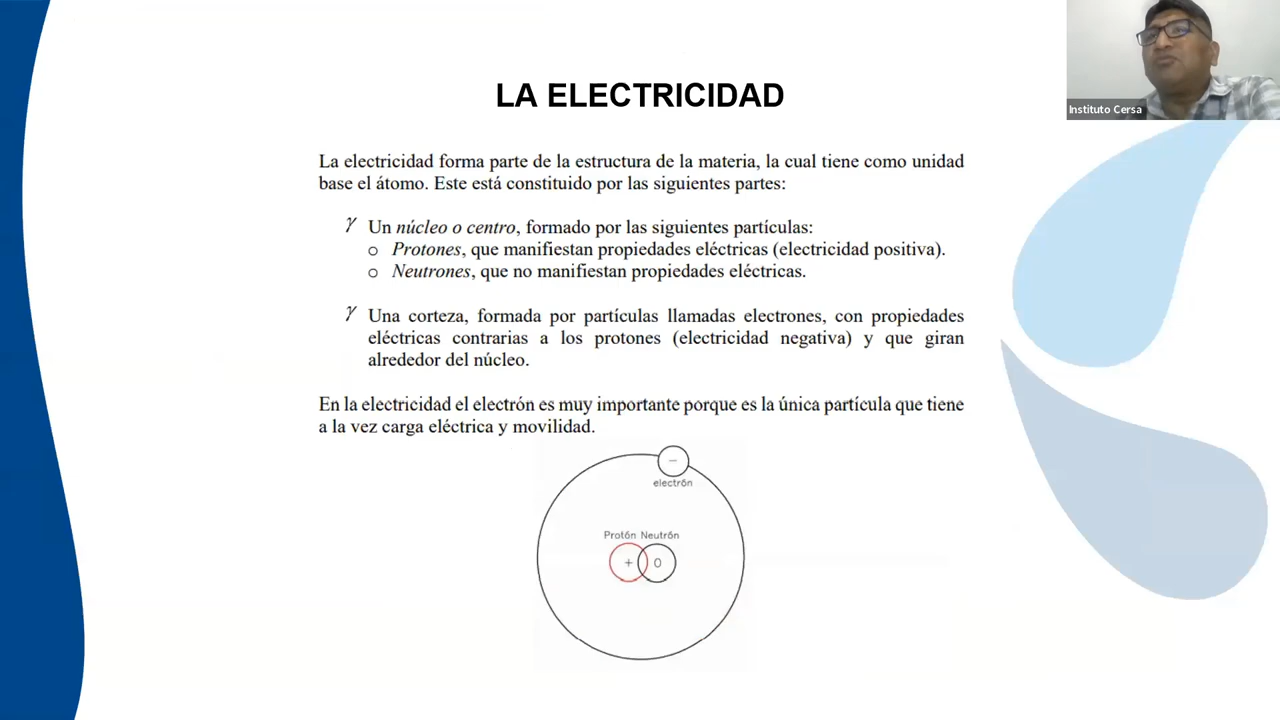 LA ELECTRICIDAD
Instituto Cersa
La electricidad forma parte de la estructura de la materia, la cual tiene como unidad
base el átomo. Este está constituido por las siguientes partes:
γ Un núcleo o centro, formado por las siguientes partículas:
o Protones, que manifiestan propiedades eléctricas (electricidad positiva).
o Neutrones, que no manifiestan propiedades eléctricas.
γ Una corteza, formada por partículas llamadas electrones, con propiedades
eléctricas contrarias a los protones (electricidad negativa) y que giran
alrededor del núcleo.
En la electricidad el electrón es muy importante porque es la única partícula que tiene
a la vez carga eléctrica y movilidad.
−
electrón
Protón Neutrón
+ 0